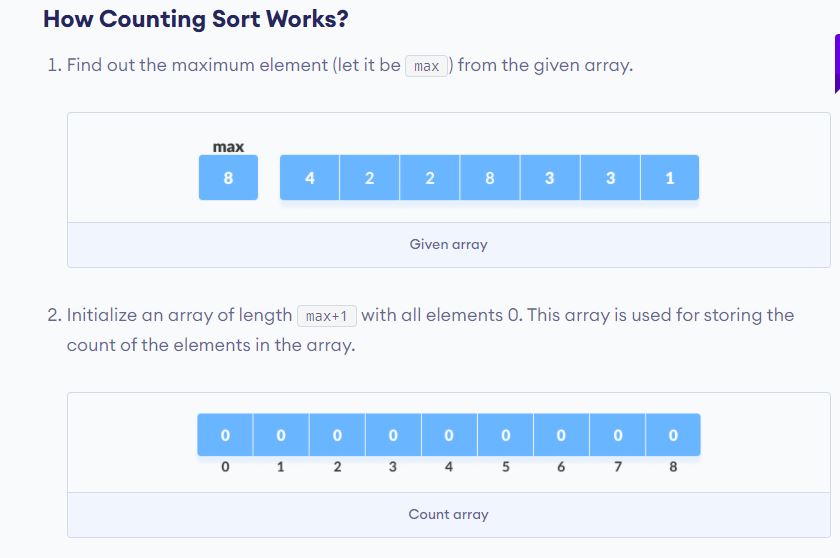 How Counting Sort Works?
1. Find out the maximum element (let it be max) from the given array.
max
8 4 2 2 8 3 3 1
Given array
2. Initialize an array of length max+1 with all elements 0. This array is used for storing the
count of the elements in the array.
0 0 0 0 0 0 0 0 0
0 1 2 3 4 5 6 7 8
Count array